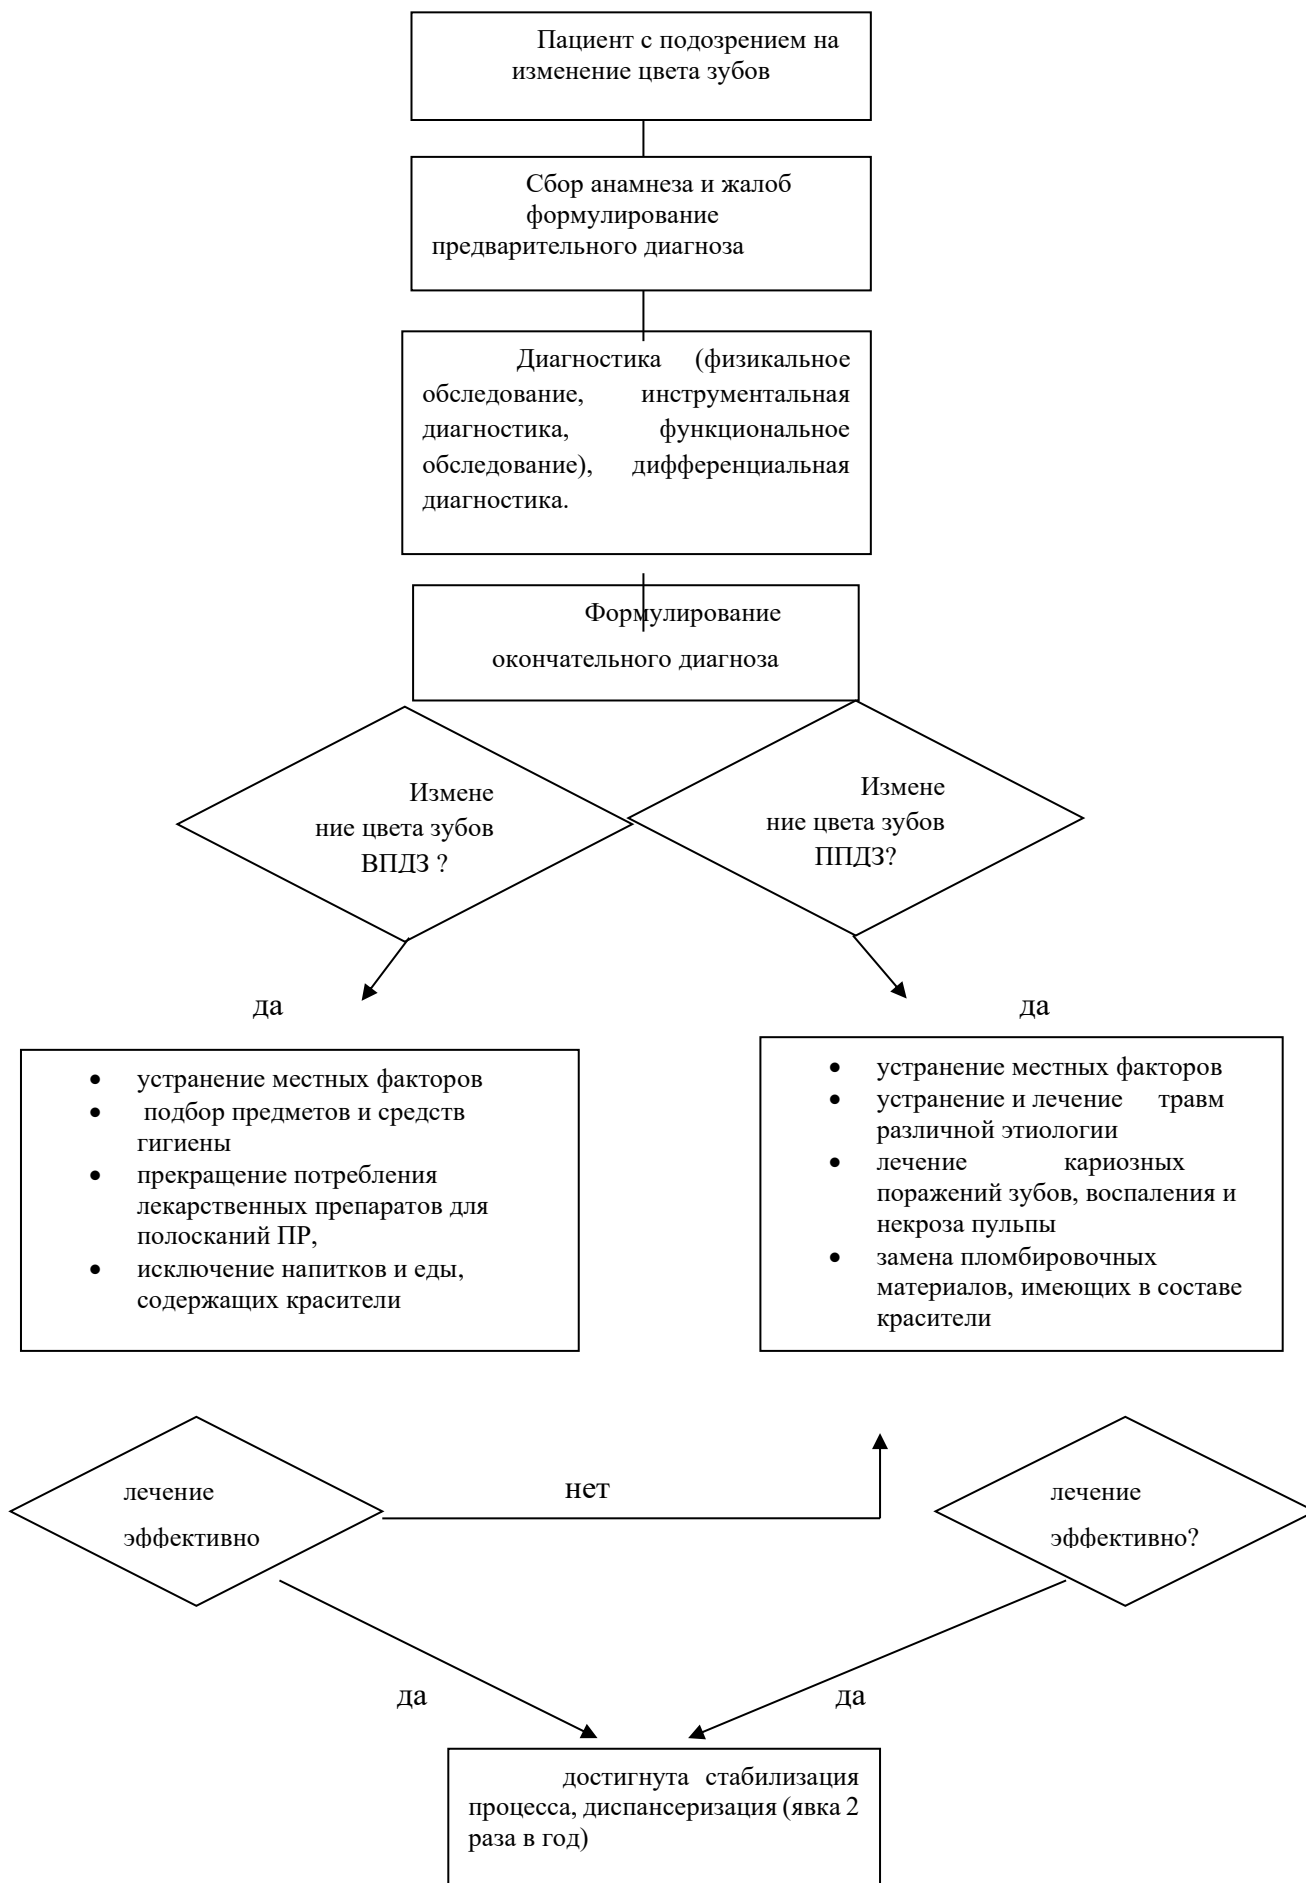 Пациент с подозрением на
изменение цвета зубов
Сбор анамнеза и жалоб
формулирование
предварительного диагноза
Диагностика (физикальное
обследование, инструментальная
диагностика, функциональное
обследование), дифференциальная
диагностика.
Формулирование
окончательного диагноза
Измене
ние цвета зубов
ВПДЗ ?
Измене
ние цвета зубов
ППДЗ?
да
да
• устранение местных факторов
• подбор предметов и средств
гигиены
• прекращение потребления
лекарственных препаратов для
полосканий ПР,
• исключение напитков и еды,
содержащих красители
• устранение местных факторов
• устранение и лечение травм
различной этиологии
• лечение кариозных
поражений зубов, воспаления и
некроза пульпы
• замена пломбировочных
материалов, имеющих в составе
красители
лечение
эффективно
нет
лечение
эффективно?
да
да
достигнута стабилизация
процесса, диспансеризация (явка 2
раза в год)